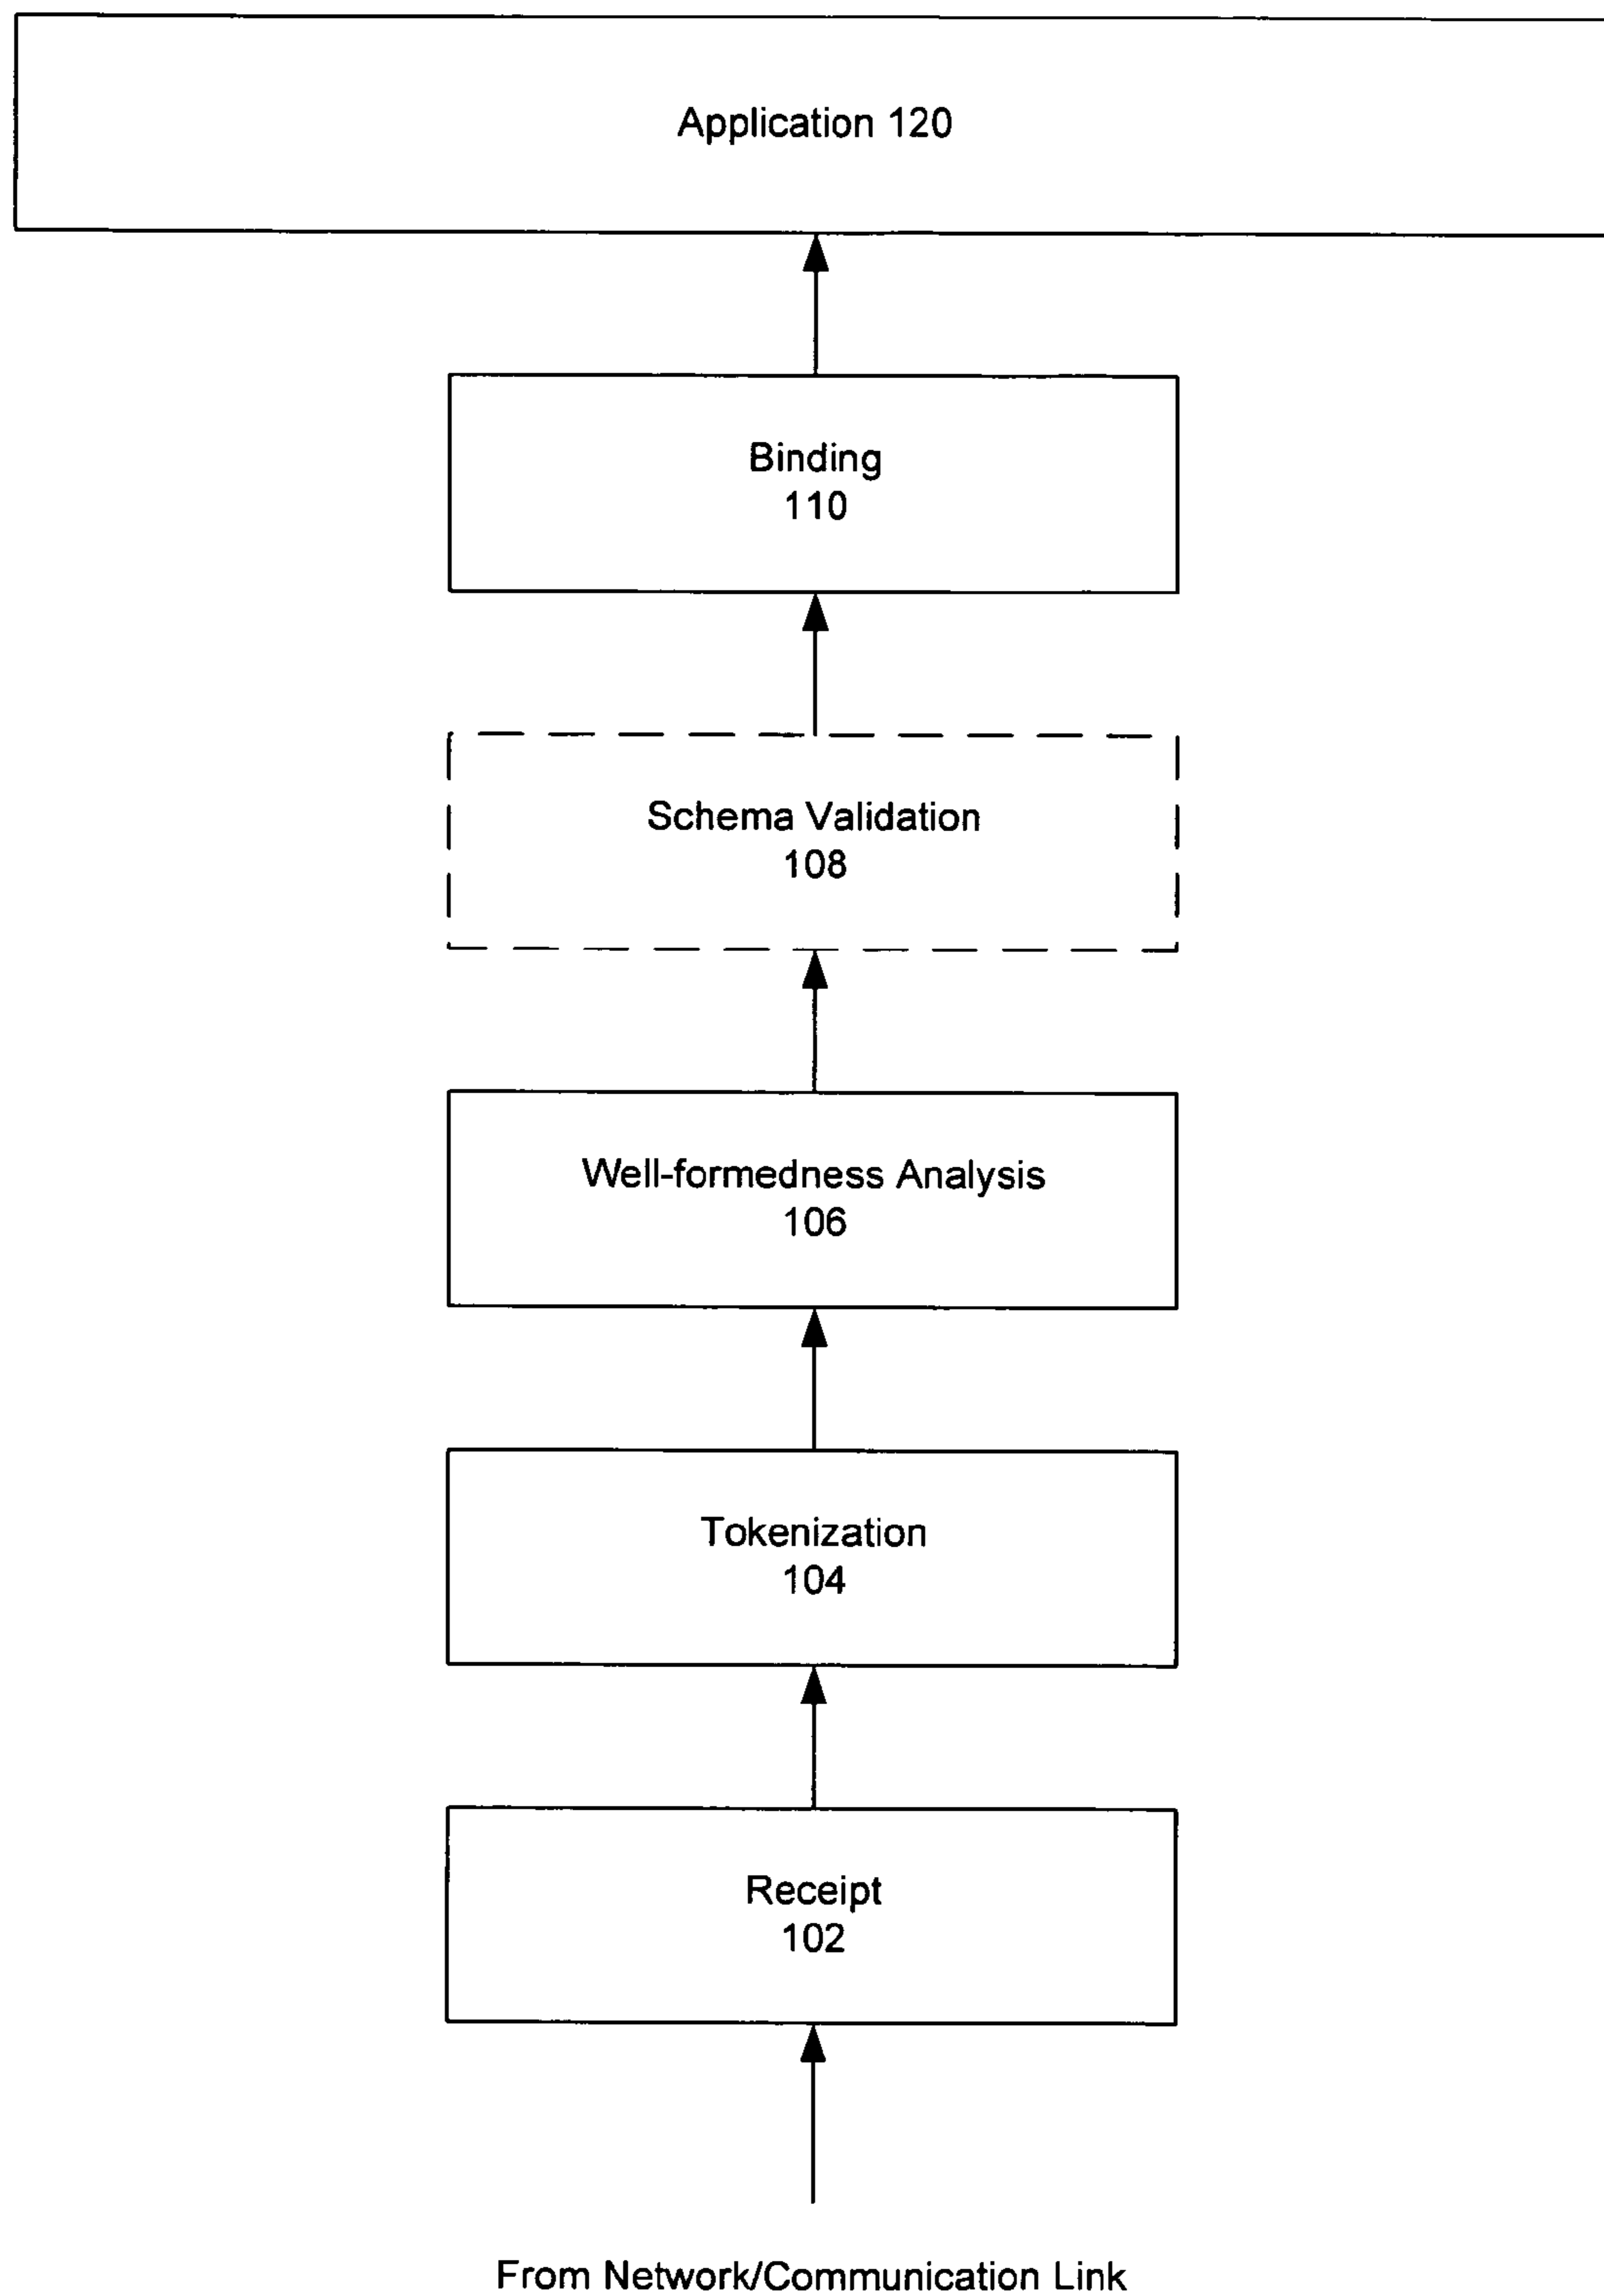 Application 120
Binding
110
Schema Validation
108
Well-formedness Analysis
106
Tokenization
104
Receipt
102
From Network/Communication Link